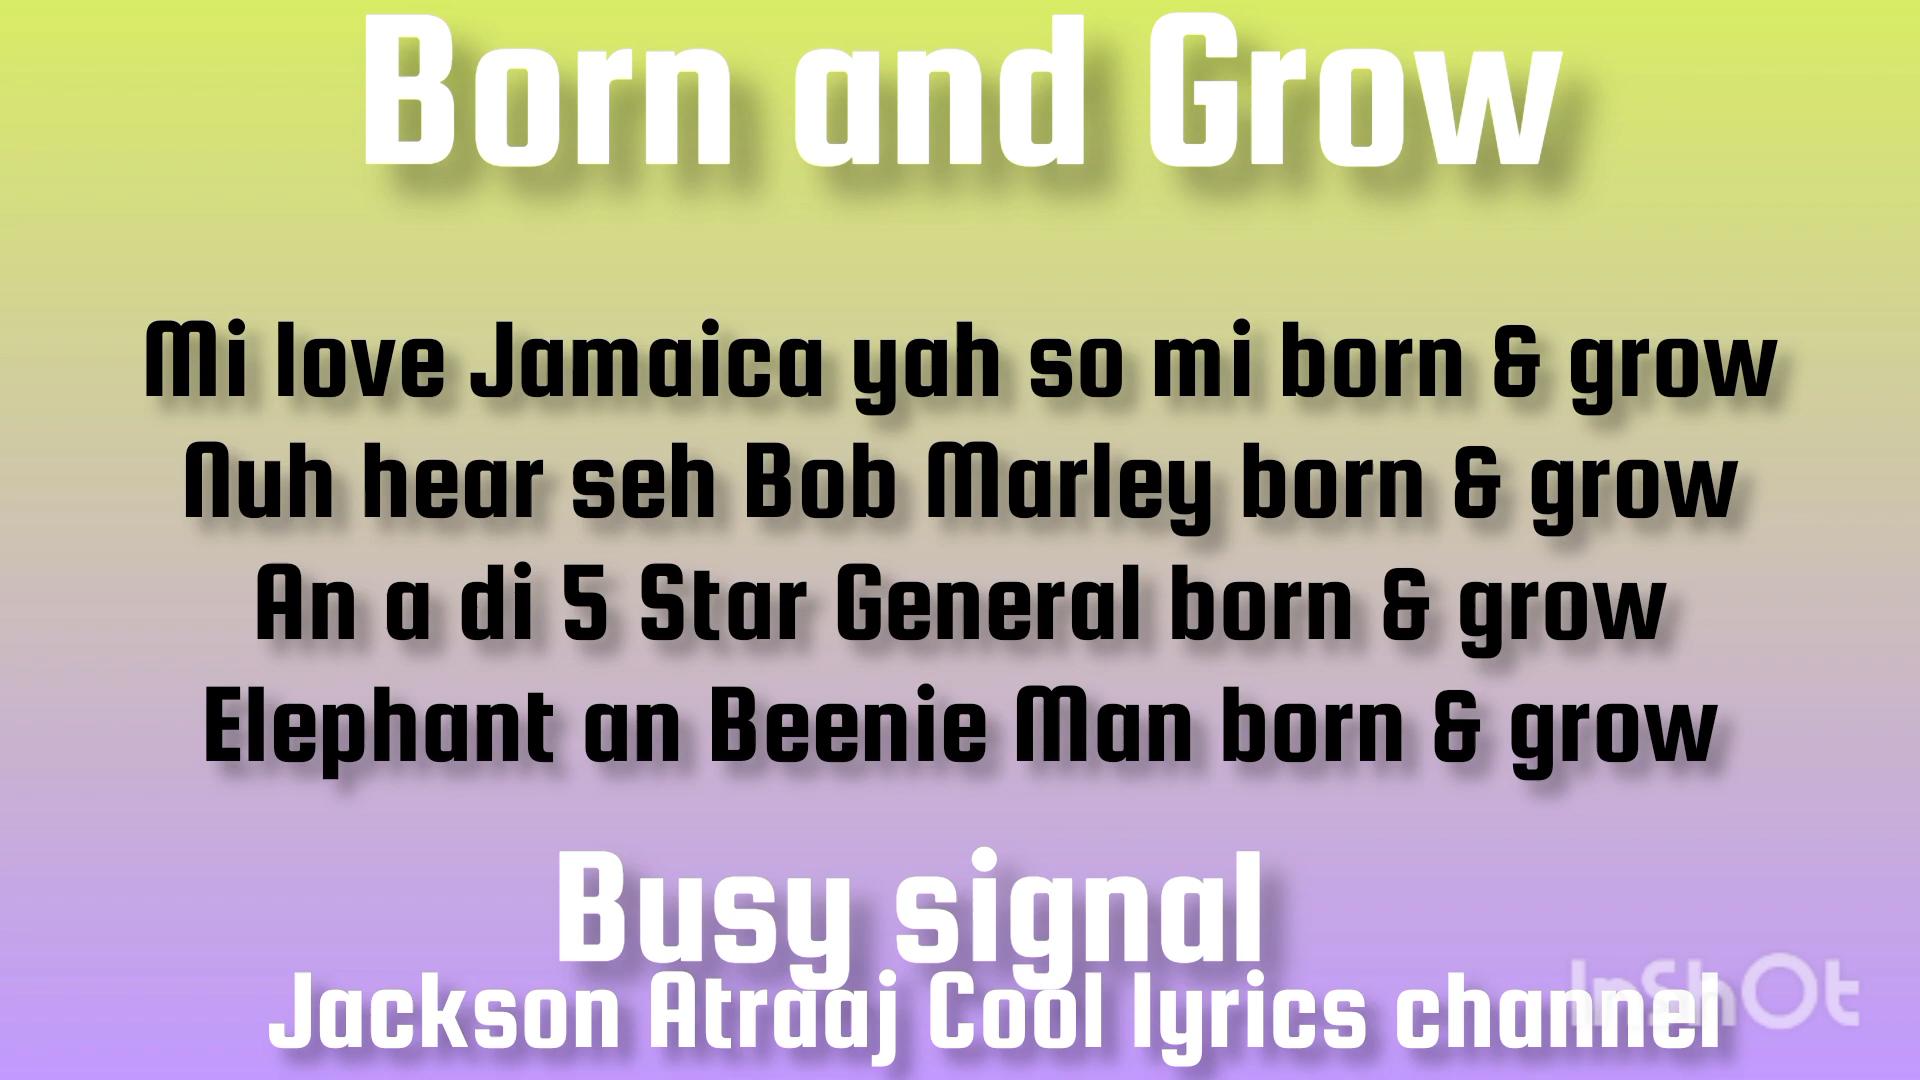 Born and Grow
Mi love Jamaica yah so mi born & grow
Nuh hear seh Bob Marley born & grow
An a di 5 Star General born & grow
Elephant an Beenie Man born & grow
Busy signal
Jackson Atraaj Cool lyrics channel
InShOt